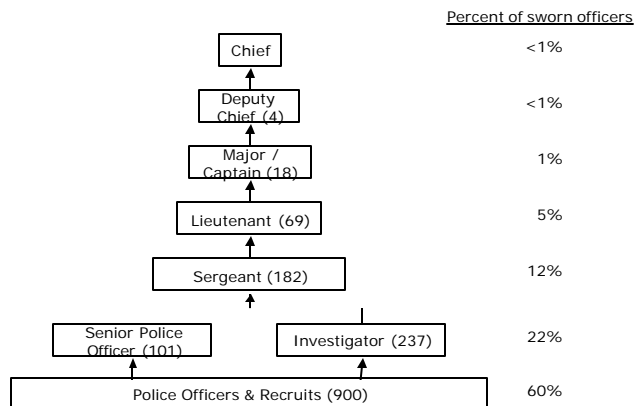 Percent of sworn officers
Chief
<1%
Deputy
Chief (4)
<1%
Major /
Captain (18)
1%
Lieutenant (69)
5%
Sergeant (182)
12%
Senior Police
Officer (101)
Investigator (237)
22%
Police Officers & Recruits (900)
60%